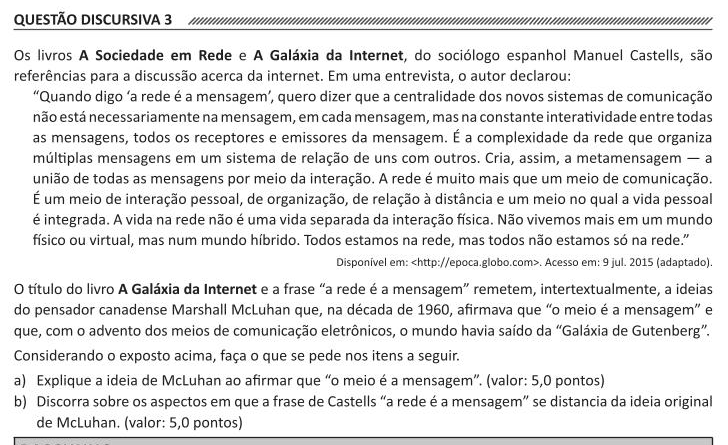 QUESTÃO DISCURSIVA 3
Os livros A Sociedade em Rede e A Galáxia da Internet, do sociólogo espanhol Manuel Castells, são
referências para a discussão acerca da internet. Em uma entrevista, o autor declarou:
“Quando digo ‘a rede é a mensagem’, quero dizer que a centralidade dos novos sistemas de comunicação
não está necessariamente na mensagem, em cada mensagem, mas na constante interatividade entre todas
as mensagens, todos os receptores e emissores da mensagem. É a complexidade da rede que organiza
múltiplas mensagens em um sistema de relação de uns com outros. Cria, assim, a metamensagem — a
união de todas as mensagens por meio da interação. A rede é muito mais que um meio de comunicação.
É um meio de interação pessoal, de organização, de relação à distância e um meio no qual a vida pessoal
é integrada. A vida na rede não é uma vida separada da interação física. Não vivemos mais em um mundo
físico ou virtual, mas num mundo híbrido. Todos estamos na rede, mas todos não estamos só na rede.”
Disponível em: <http://epoca.globo.com>. Acesso em: 9 jul. 2015 (adaptado).
O título do livro A Galáxia da Internet e a frase “a rede é a mensagem” remetem, intertextualmente, a ideias
do pensador canadense Marshall McLuhan que, na década de 1960, afirmava que “o meio é a mensagem” e
que, com o advento dos meios de comunicação eletrônicos, o mundo havia saído da “Galáxia de Gutenberg”.
Considerando o exposto acima, faça o que se pede nos itens a seguir.
a) Explique a ideia de McLuhan ao afirmar que “o meio é a mensagem”. (valor: 5,0 pontos)
b) Discorra sobre os aspectos em que a frase de Castells “a rede é a mensagem” se distancia da ideia original
de McLuhan. (valor: 5,0 pontos)